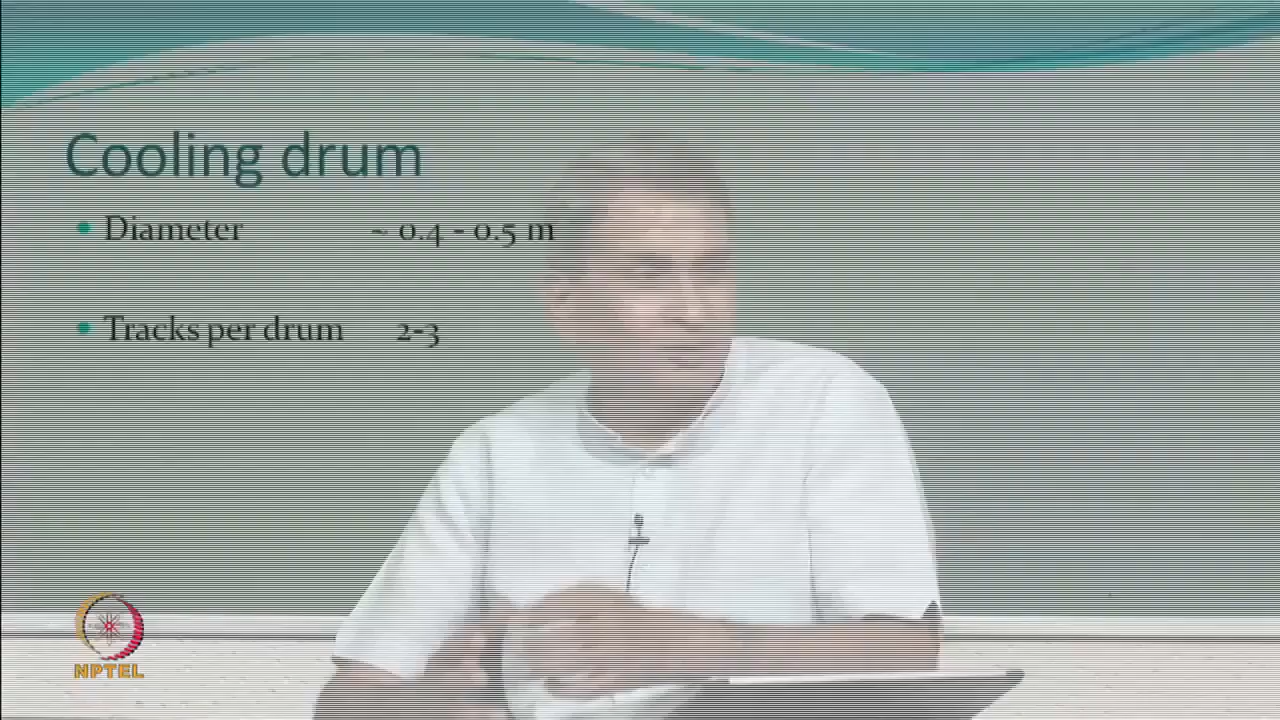 Cooling drum
• Diameter ~ 0.4 - 0.5 m
• Tracks per drum 2-3
NPTEL